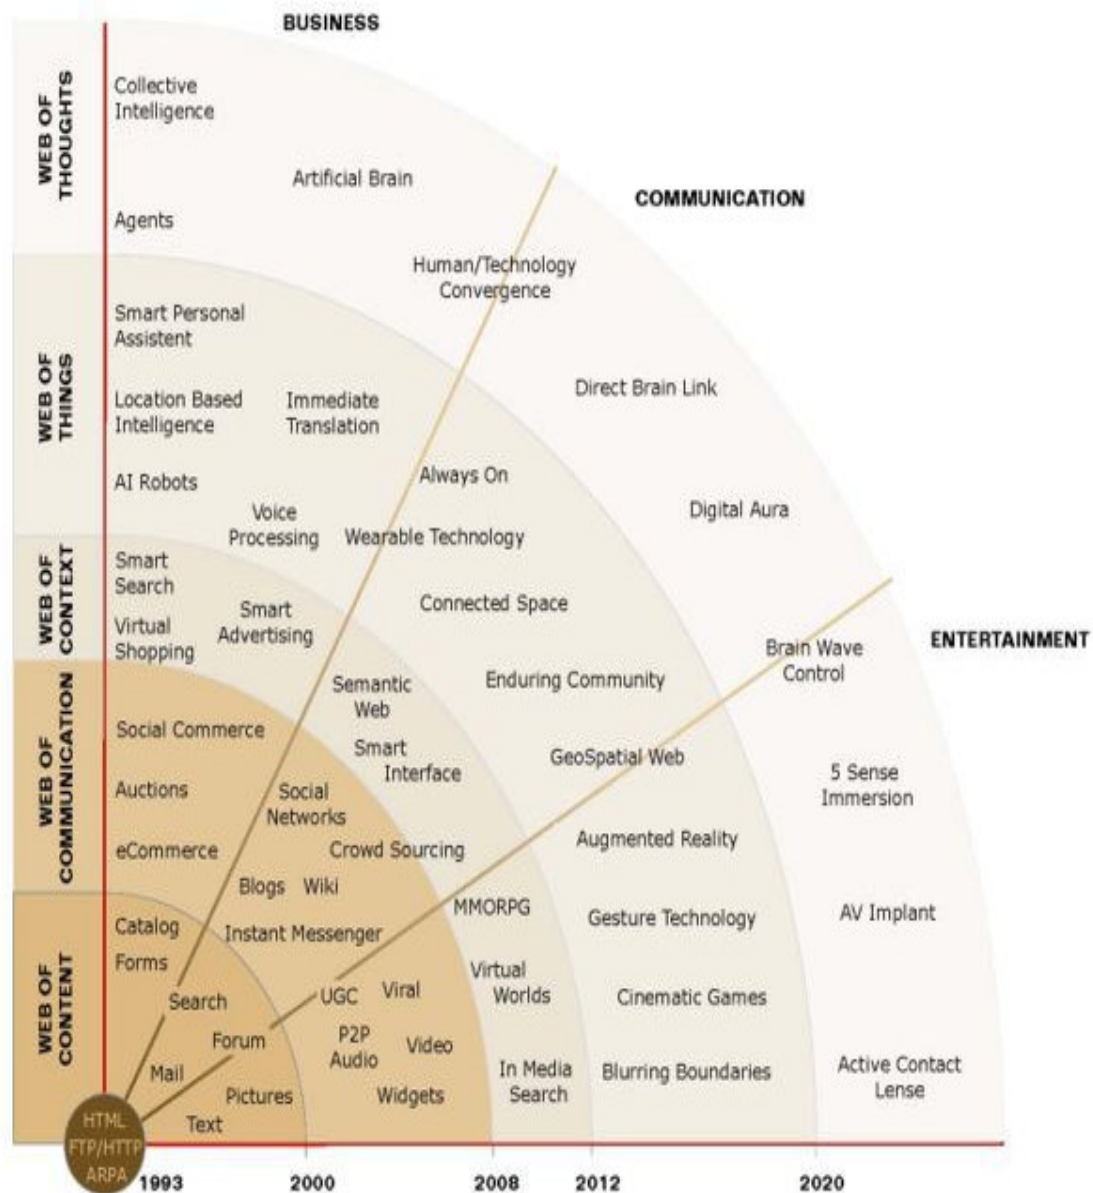 BUSINESS
COMMUNICATION
ENTERTAINMENT
WEB OF
THOUGHTS
Collective
Intelligence
Artificial Brain
Agents
Human/Technology
Convergence
Direct Brain Link
Digital Aura
Brain Wave
Control
5 Sense
Immersion
AV Implant
Active Contact
Lense
WEB OF
THINGS
Smart Personal
Assistent
Location Based
Intelligence
Immediate
Translation
AI Robots
Voice
Processing
Always On
Wearable Technology
Connected Space
Enduring Community
GeoSpatial Web
Augmented Reality
Gesture Technology
Cinematic Games
Blurring Boundaries
WEB OF
CONTEXT
Smart
Search
Smart
Advertising
Virtual
Shopping
Semantic
Web
Smart
Interface
MMORPG
Virtual
Worlds
In Media
Search
WEB OF
COMMUNICATION
Social Commerce
Auctions
Social
Networks
eCommerce
Crowd Sourcing
Blogs
Wiki
Instant Messenger
UGC
Viral
P2P
Audio
Video
Widgets
WEB OF
CONTENT
Catalog
Forms
Search
Forum
Mail
Pictures
Text
HTML
FTP/HTTP
ARPA
1993
2000
2008
2012
2020